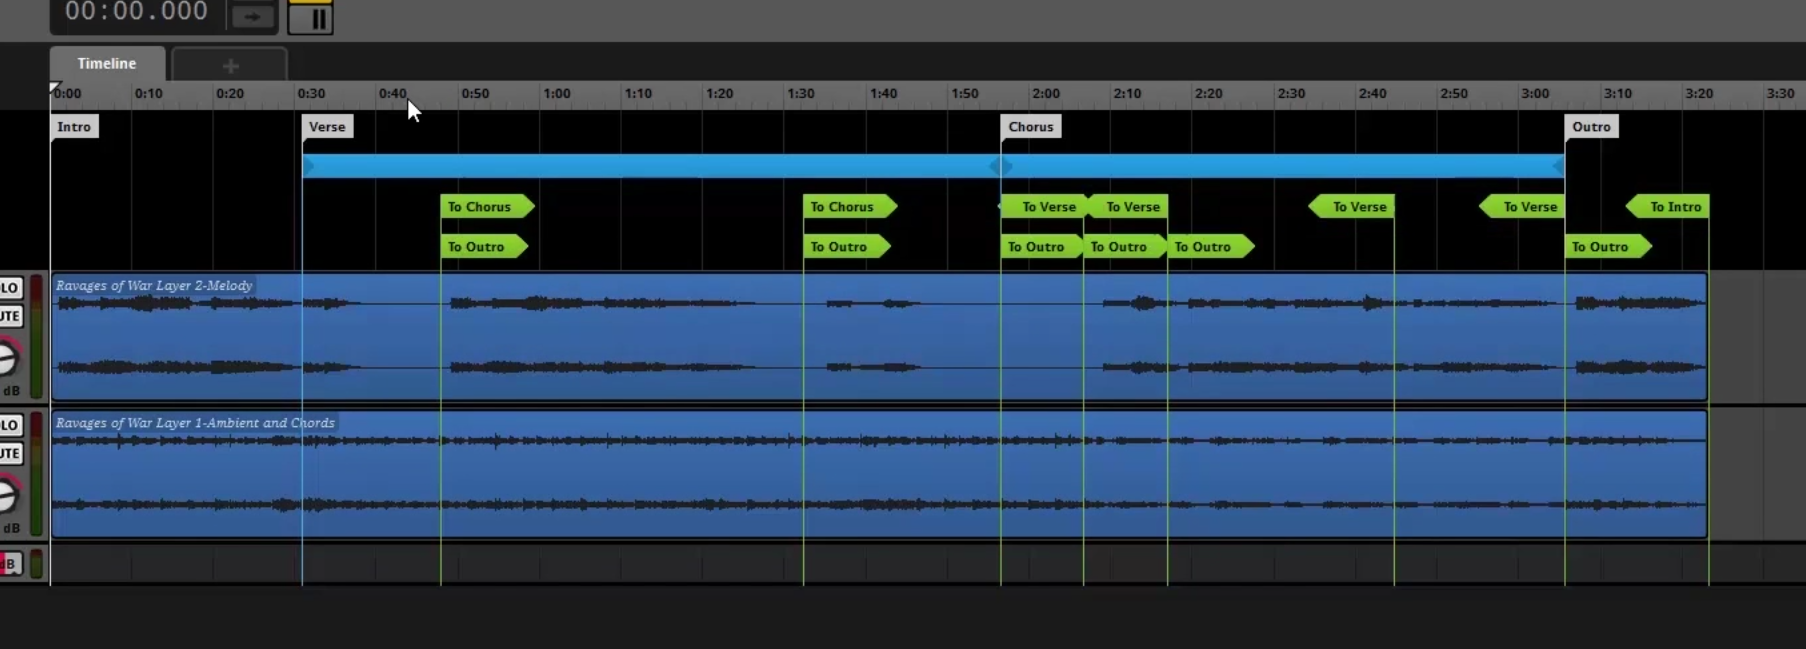 00:00.000
Timeline
+
0:00 0:10 0:20 0:30 0:40 0:50 1:00 1:10 1:20 1:30 1:40 1:50 2:00 2:10 2:20 2:30 2:40 2:50 3:00 3:10 3:20 3:30
Intro Verse Chorus Outro
To Chorus To Chorus To Verse To Verse To Verse To Verse To Intro
To Outro To Outro To Outro To Outro To Outro To Outro
LO Ravages of War Layer 2-Melody
UTE
dB
LO Ravages of War Layer 1-Ambient and Chords
UTE
dB
dB